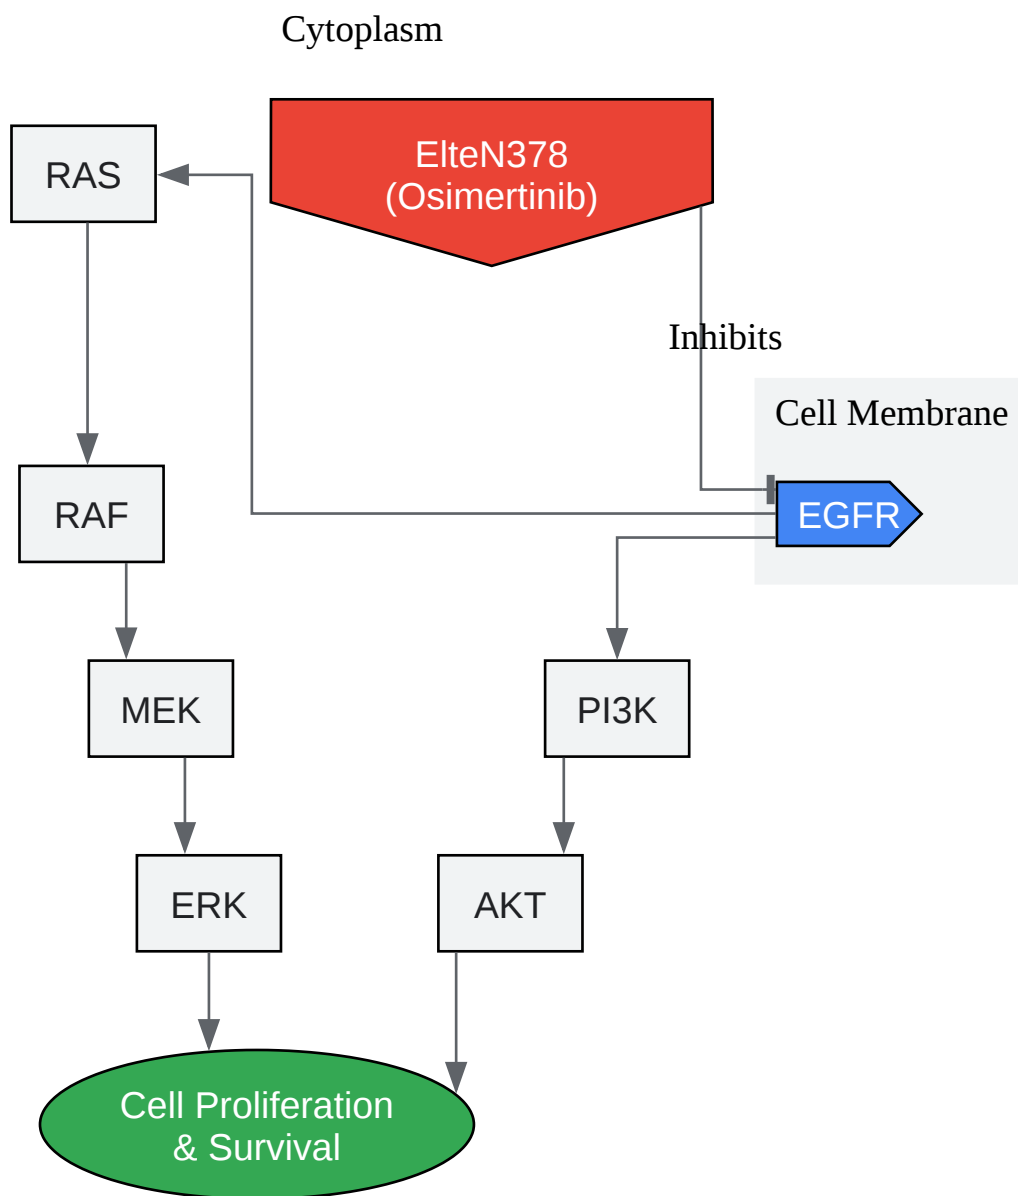 Cytoplasm
ElteN378
(Osimertinib)
RAS
Inhibits
Cell Membrane
EGFR
RAF
MEK
PI3K
ERK
AKT
Cell Proliferation
& Survival